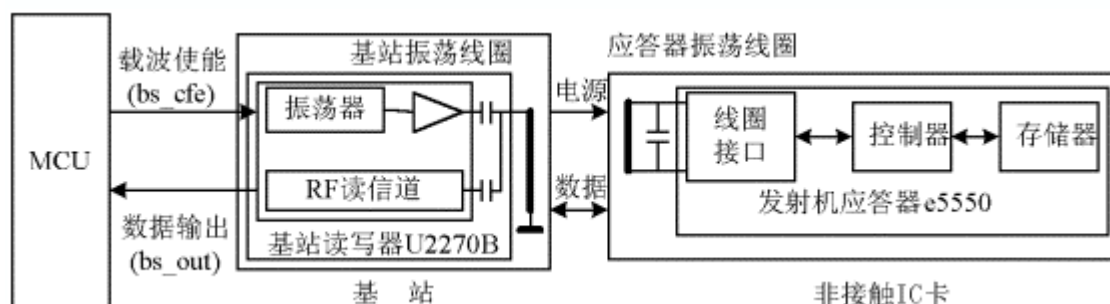 MCU
载波使能
(bs_cfe)
数据输出
(bs_out)
基站振荡线圈
振荡器
RF读信道
基站读写器U2270B
基 站
电源
数据
应答器振荡线圈
线圈
接口
控制器
存储器
发射机应答器e5550
非接触IC卡